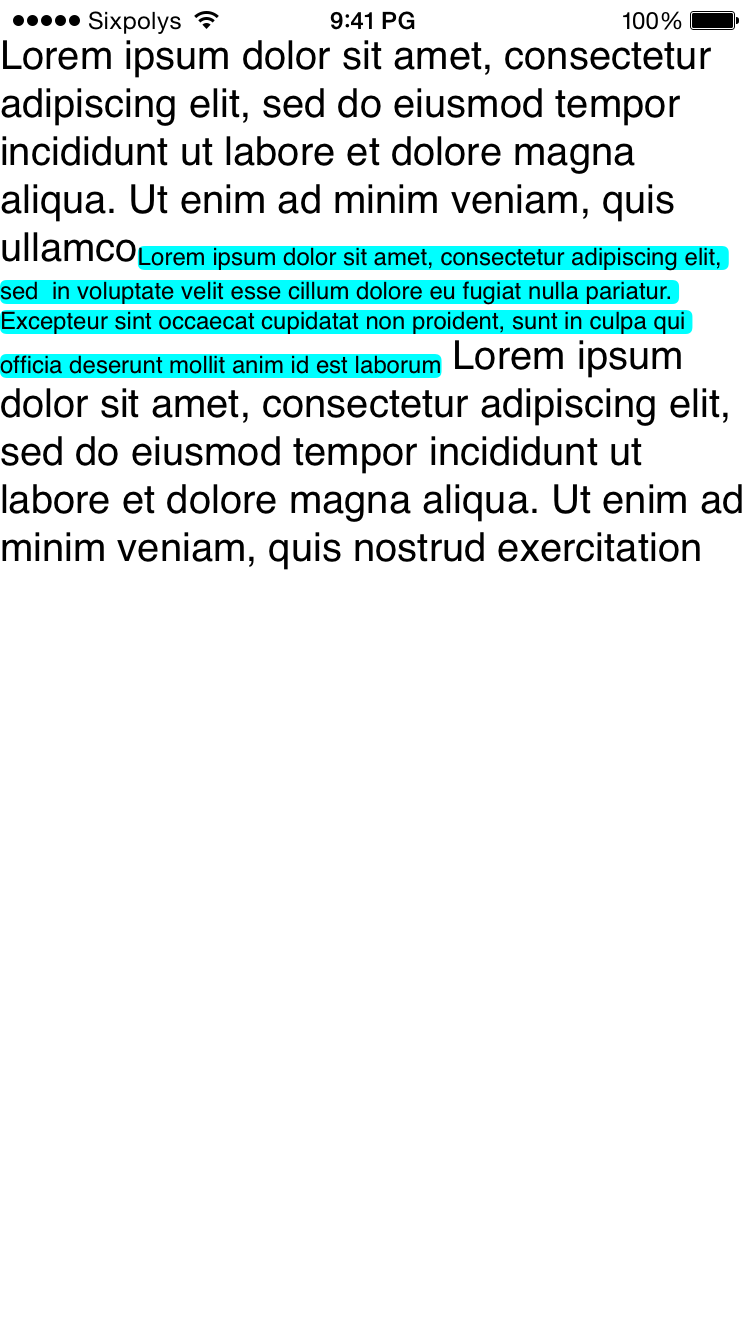 ●●●●● Sixpolys 9:41 PG 100%
Lorem ipsum dolor sit amet, consectetur
adipiscing elit, sed do eiusmod tempor
incididunt ut labore et dolore magna
aliqua. Ut enim ad minim veniam, quis
ullamcoLorem ipsum dolor sit amet, consectetur adipiscing elit,
sed  in voluptate velit esse cillum dolore eu fugiat nulla pariatur.
Excepteur sint occaecat cupidatat non proident, sunt in culpa qui
officia deserunt mollit anim id est laborum Lorem ipsum
dolor sit amet, consectetur adipiscing elit,
sed do eiusmod tempor incididunt ut
labore et dolore magna aliqua. Ut enim ad
minim veniam, quis nostrud exercitation